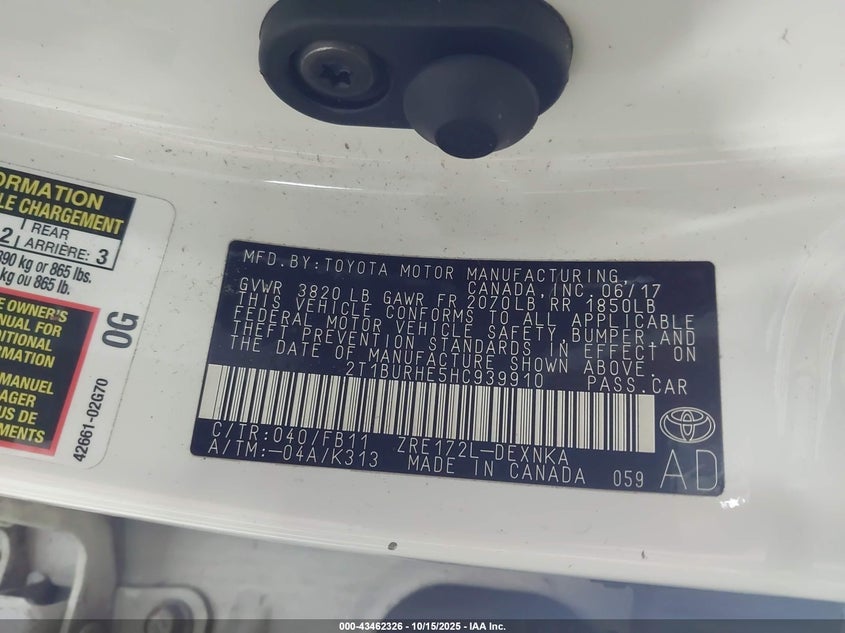 ORMATION
LE CHARGEMENT
2 REAR ARRIÈRE: 3
390 kg or 865 lbs.
kg ou 865 lb.
E OWNER'S
ANUAL FOR
DITIONAL
ORMATION
MANUEL
AGER
US DE
MENTS
42661-02G70
0G
MFD. BY: TOYOTA MOTOR MANUFACTURING,
CANADA, INC. 06/17
GVWR 3820 LB GAWR FR 2070LB RR 1850LB
THIS VEHICLE CONFORMS TO ALL APPLICABLE
FEDERAL MOTOR VEHICLE SAFETY, BUMPER, AND
THEFT PREVENTION STANDARDS IN EFFECT ON
THE DATE OF MANUFACTURE SHOWN ABOVE.
2T1BURHE5HC939910 PASS. CAR
C/TR: 040/FB11 ZRE172L-DEXNKA
A/TM: -04A/K313 MADE IN CANADA 059 AD
000-43462326 - 10/15/2025 - IAA Inc.